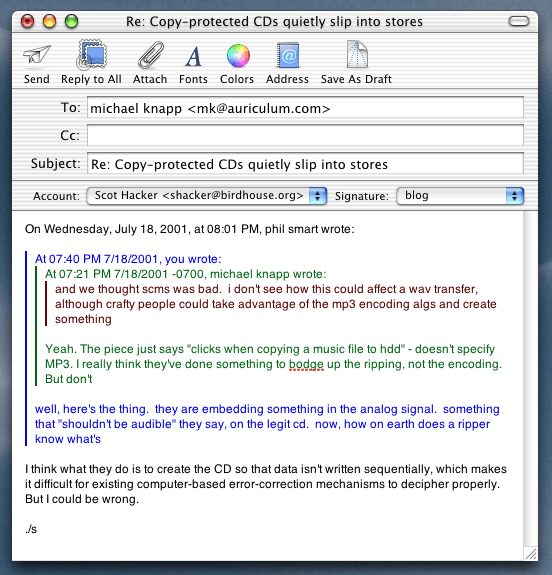 Re: Copy-protected CDs quietly slip into stores
Send Reply to All Attach Fonts Colors Address Save As Draft
To: michael knapp <mk@auriculum.com>
Cc:
Subject: Re: Copy-protected CDs quietly slip into stores
Account: Scot Hacker <shacker@birdhouse.org> Signature: blog
On Wednesday, July 18, 2001, at 08:01 PM, phil smart wrote:
At 07:40 PM 7/18/2001, you wrote:
At 07:21 PM 7/18/2001 -0700, michael knapp wrote:
and we thought scms was bad.  i don't see how this could affect a wav transfer,
although crafty people could take advantage of the mp3 encoding algs and create
something
Yeah. The piece just says "clicks when copying a music file to hdd" - doesn't specify
MP3. I really think they've done something to bodge up the ripping, not the encoding.
But don't
well, here's the thing.  they are embedding something in the analog signal.  something
that "shouldn't be audible" they say, on the legit cd.  now, how on earth does a ripper
know what's
I think what they do is to create the CD so that data isn't written sequentially, which makes
it difficult for existing computer-based error-correction mechanisms to decipher properly.
But I could be wrong.
./s